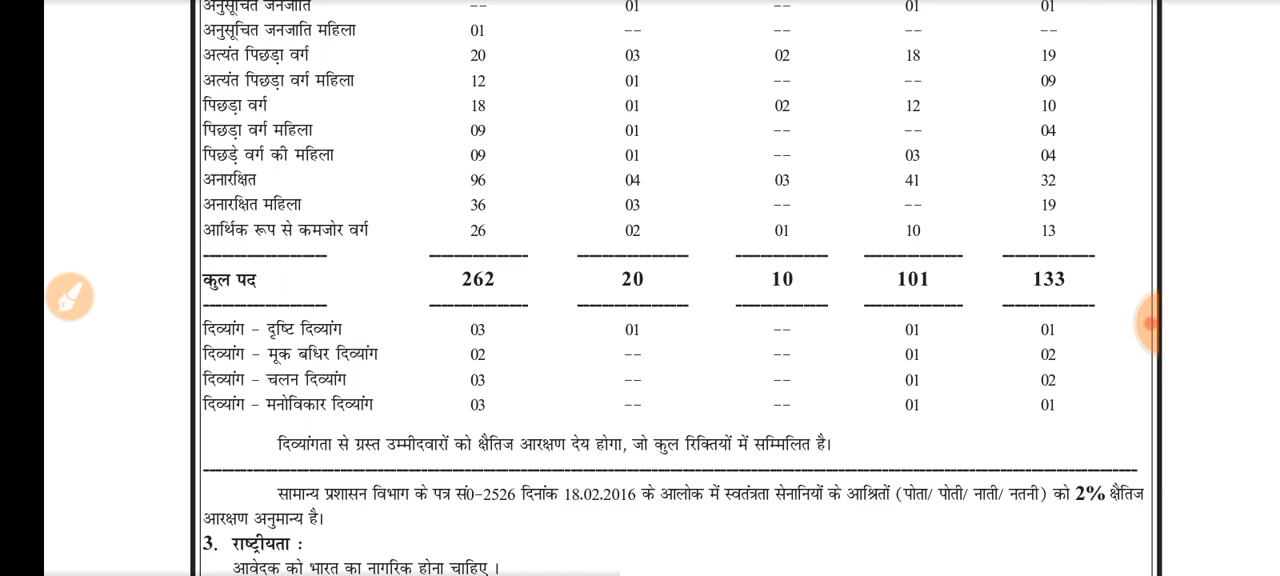 अनुसूचित जनजाति -- 01 -- 01 01
अनुसूचित जनजाति महिला 01 -- -- -- --
अत्यंत पिछड़ा वर्ग 20 03 02 18 19
अत्यंत पिछड़ा वर्ग महिला 12 01 -- -- 09
पिछड़ा वर्ग 18 01 02 12 10
पिछड़ा वर्ग महिला 09 01 -- -- 04
पिछड़े वर्ग की महिला 09 01 -- 03 04
अनारक्षित 96 04 03 41 32
अनारक्षित महिला 36 03 -- -- 19
आर्थिक रूप से कमजोर वर्ग 26 02 01 10 13
कुल पद 262 20 10 101 133
दिव्यांग - दृष्टि दिव्यांग 03 01 -- 01 01
दिव्यांग - मूक बधिर दिव्यांग 02 -- -- 01 02
दिव्यांग - चलन दिव्यांग 03 -- -- 01 02
दिव्यांग - मनोविकार दिव्यांग 03 -- -- 01 01
दिव्यांगता से ग्रस्त उम्मीदवारों को क्षैतिज आरक्षण देय होगा, जो कुल रिक्तियों में सम्मिलित है।
सामान्य प्रशासन विभाग के पत्र सं0-2526 दिनांक 18.02.2016 के आलोक में स्वतंत्रता सेनानियों के आश्रितों (पोता/ पोती/ नाती/ नतनी) को 2% क्षैतिज
आरक्षण अनुमान्य है।
3. राष्ट्रीयता :
आवेदक को भारत का नागरिक होना चाहिए ।